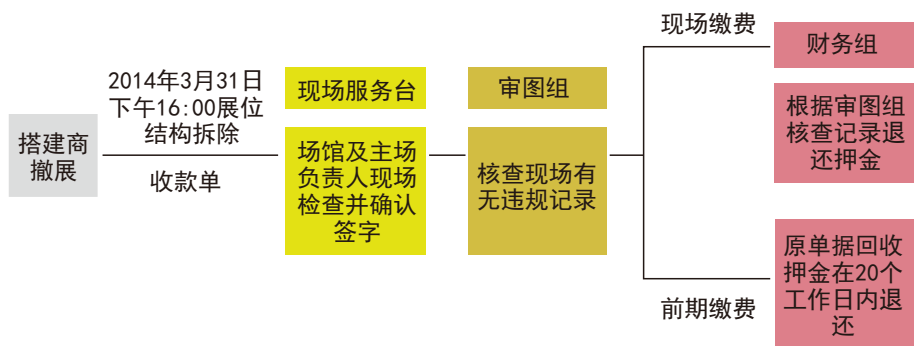 搭建商
撤展
2014年3月31日
下午16:00展位
结构拆除
收款单
现场服务台
场馆及主场
负责人现场
检查并确认
签字
审图组
核查现场有
无违规记录
现场缴费
财务组
根据审图组
核查记录退
还押金
前期缴费
原单据回收
押金在20个
工作日内退
还